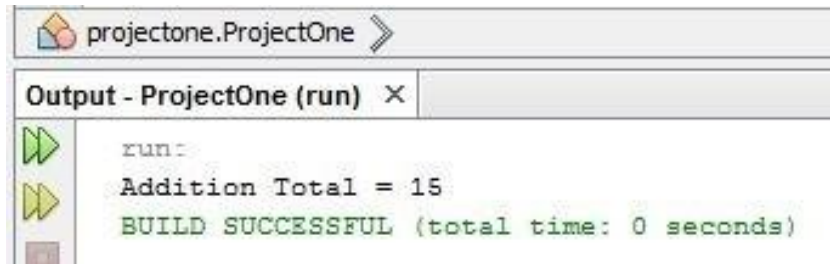 projectone.ProjectOne
Output - ProjectOne (run) ×
run:
Addition Total = 15
BUILD SUCCESSFUL (total time: 0 seconds)